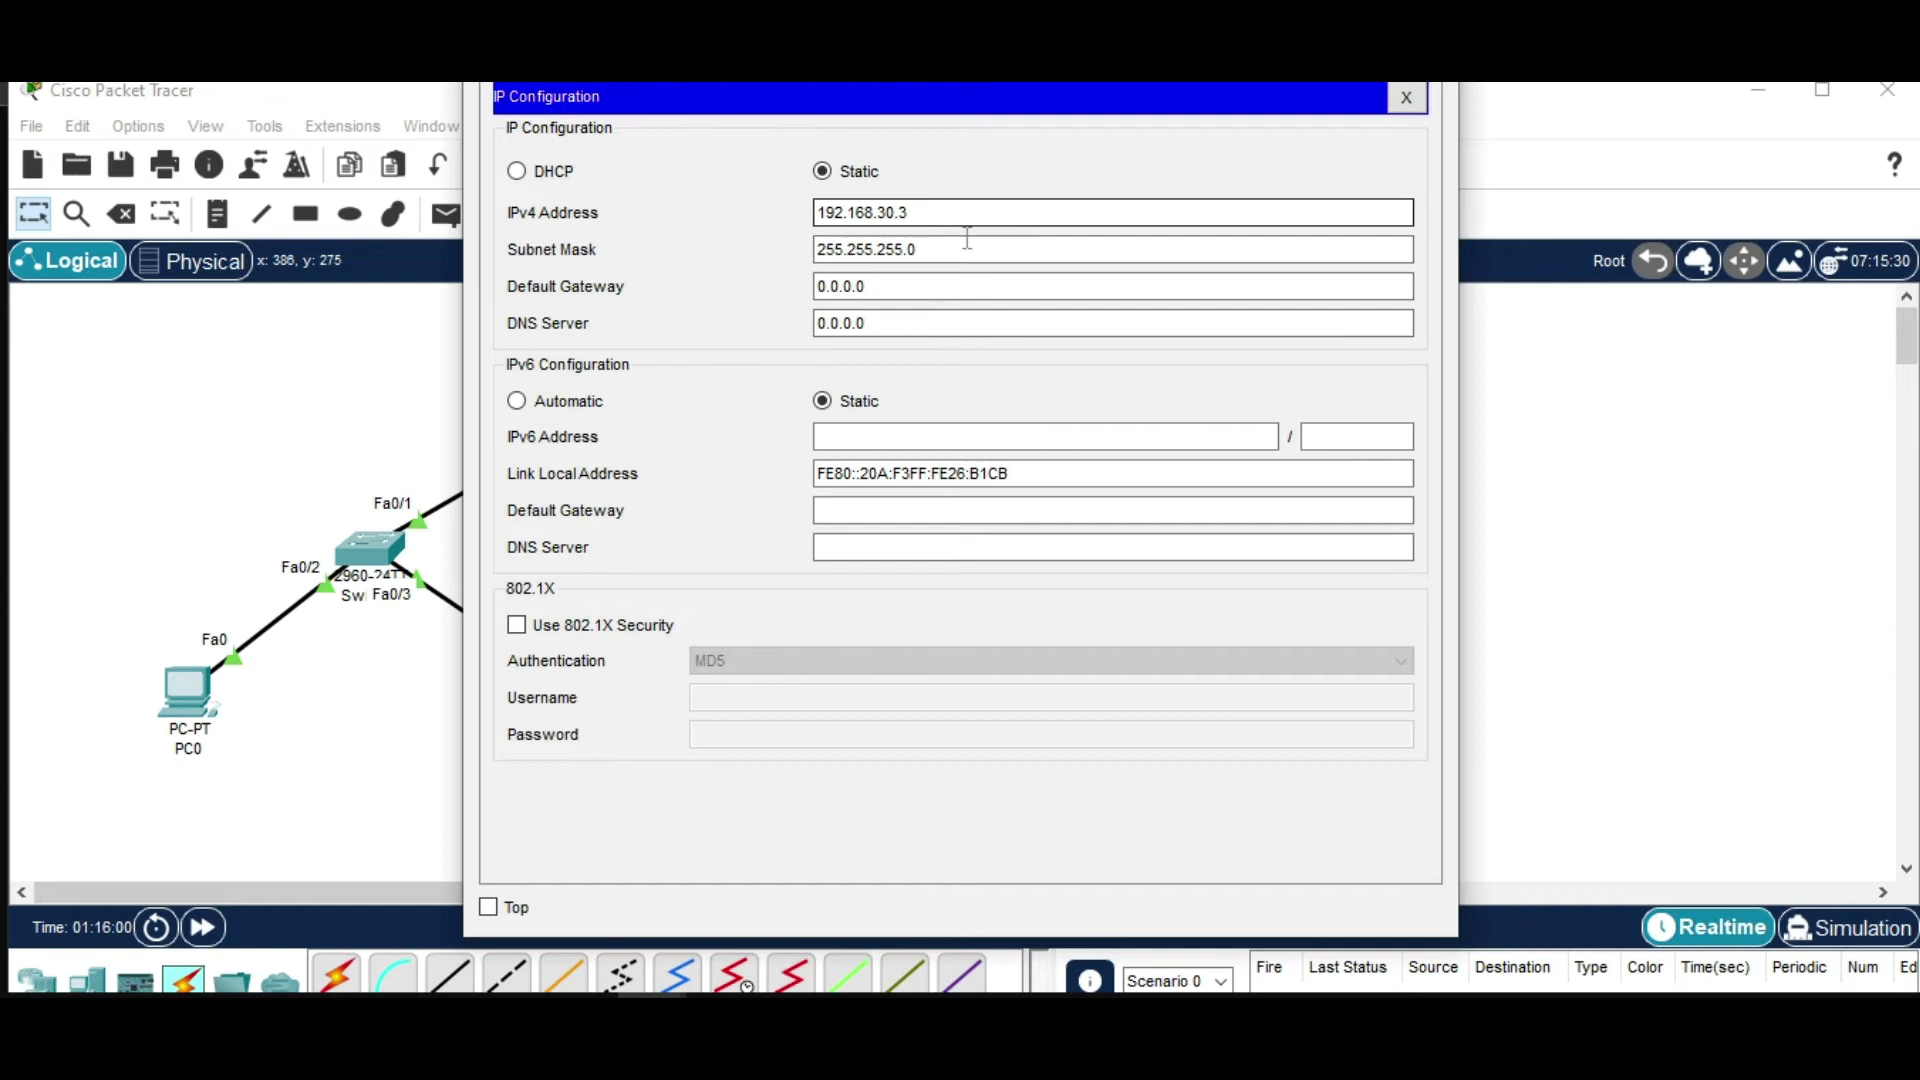 Cisco Packet Tracer
IP Configuration
X
File Edit Options View Tools Extensions Window
IP Configuration
DHCP
Static
?
IPv4 Address
192.168.30.3
Subnet Mask
255.255.255.0
Logical
Physical
x: 386, y: 275
Root
07:15:30
Default Gateway
0.0.0.0
DNS Server
0.0.0.0
IPv6 Configuration
Automatic
Static
IPv6 Address
/
Link Local Address
FE80::20A:F3FF:FE26:B1CB
Default Gateway
DNS Server
Fa0/1
Fa0/2
2960-24TT
Sw
Fa0/3
Fa0
PC-PT
PC0
802.1X
Use 802.1X Security
Authentication
MD5
Username
Password
Top
Time: 01:16:00
Realtime
Simulation
Scenario 0
Fire Last Status Source Destination Type Color Time(sec) Periodic Num Ed